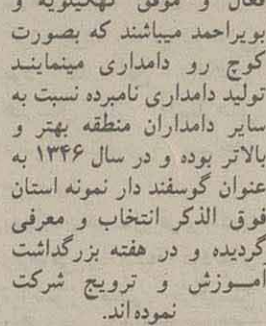 فعال و موفق کهگیلویه و
بویراحمد میباشند که بصورت
کوچ رو دامداری مینمایند
تولید دامداری نامبرده نسبت به
سایر دامداران منطقه بهتر و
بالاتر بوده و در سال ۱۳۴۶ به
عنوان گوسفند دار نمونه استان
فوق الذکر انتخاب و معرفی
گردیده و در هفته بزرگداشت
آموزش و ترویج شرکت
نموده‌اند.